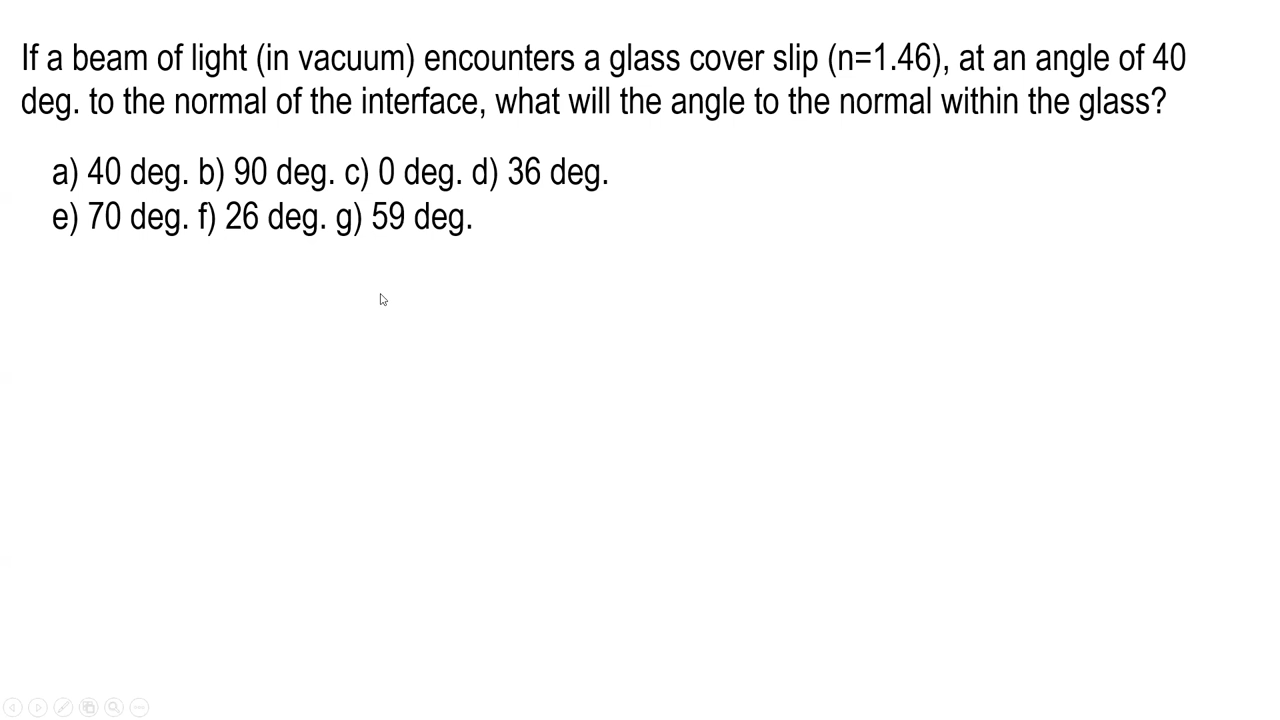 If a beam of light (in vacuum) encounters a glass cover slip (n=1.46), at an angle of 40
deg. to the normal of the interface, what will the angle to the normal within the glass?
a) 40 deg. b) 90 deg. c) 0 deg. d) 36 deg.
e) 70 deg. f) 26 deg. g) 59 deg.